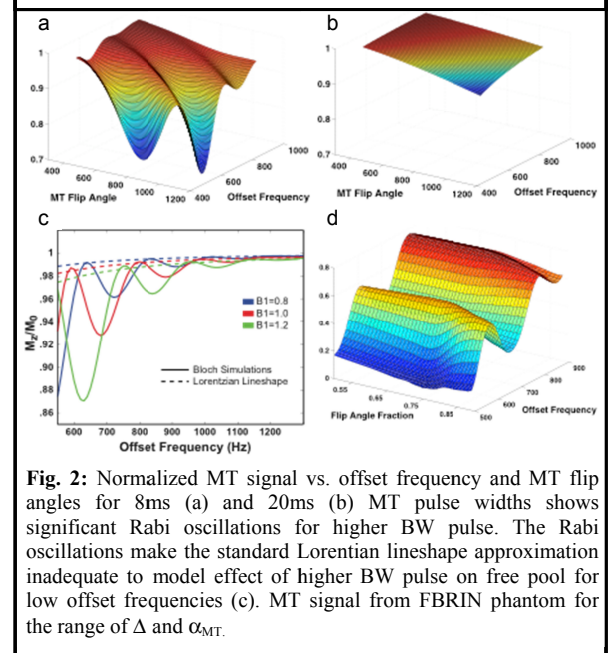 a
b
1
0.9
0.8
0.7
400
600
800
1000
1200
MT Flip Angle
400
600
800
1000
Offset Frequency
1
0.9
0.8
0.7
400
600
800
1000
1200
MT Flip Angle
400
600
800
1000
Offset Frequency
c
d
1
.98
.96
.94
.92
.90
.88
.86
Mz/M0
B1=0.8
B1=1.0
B1=1.2
Bloch Simulations
Lorentzian Lineshape
600
700
800
900
1000
1100
1200
Offset Frequency (Hz)
0.8
0.6
0.4
0.2
0
0.55
0.65
0.75
0.85
Flip Angle Fraction
500
600
700
800
900
Offset Frequency
Fig. 2: Normalized MT signal vs. offset frequency and MT flip
angles for 8ms (a) and 20ms (b) MT pulse widths shows
significant Rabi oscillations for higher BW pulse. The Rabi
oscillations make the standard Lorentian lineshape approximation
inadequate to model effect of higher BW pulse on free pool for
low offset frequencies (c). MT signal from FBRIN phantom for
the range of Δ and αMT.